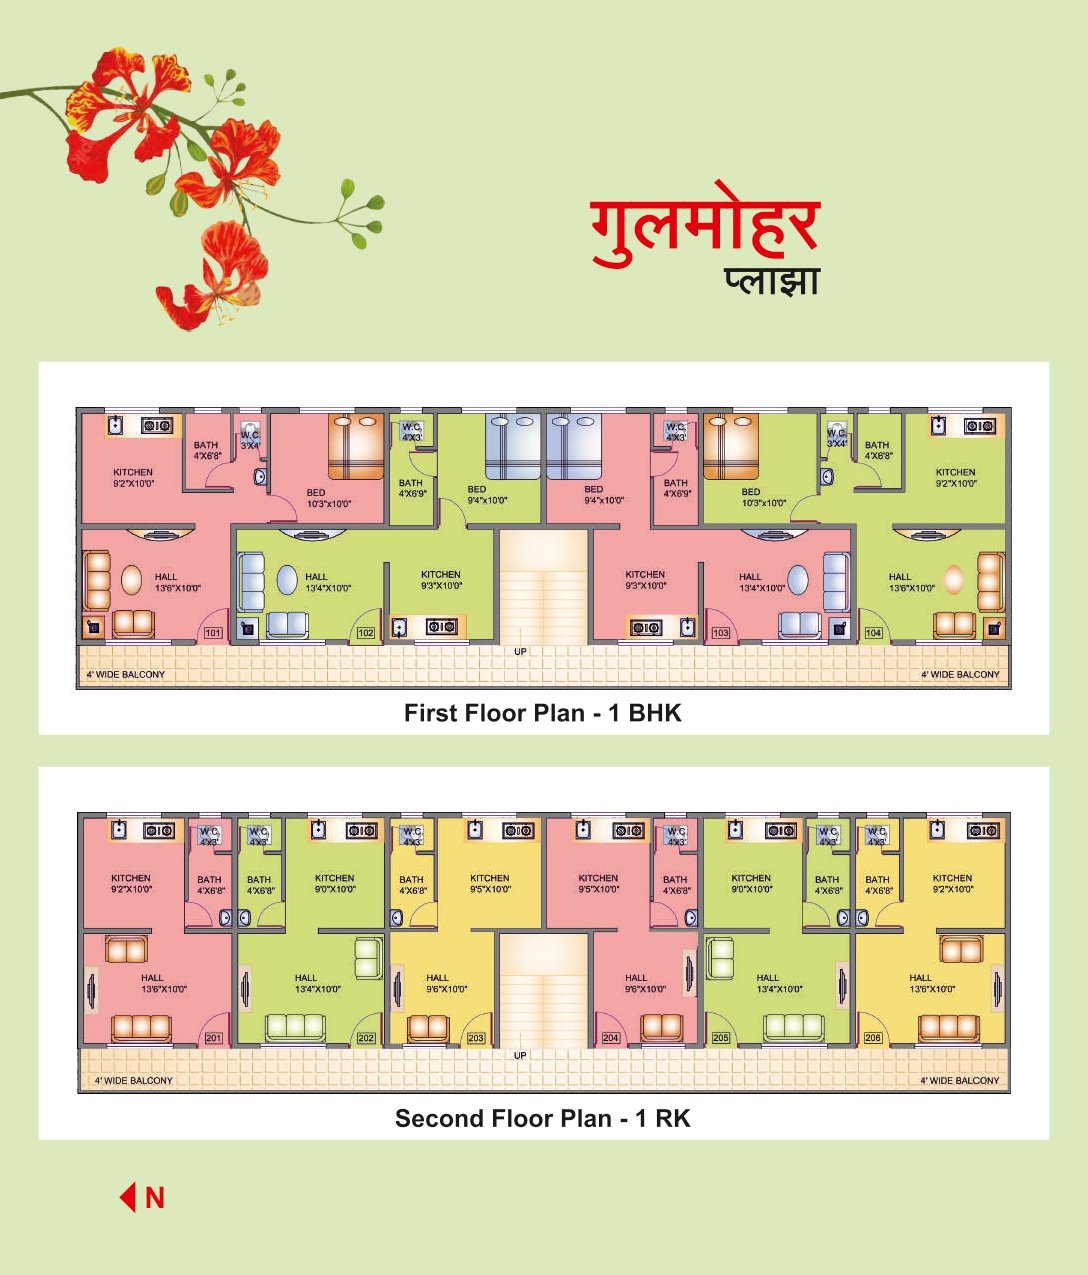 गुलमोहर
प्लाझा
KITCHEN
9'2"X10'0"
BATH
4'X6'8"
W.C.
3'X4'
BED
10'3"x10'0"
W.C.
4'X3'
BATH
4'X6'9"
BED
9'4"x10'0"
BED
9'4"x10'0"
W.C.
4'X3'
BATH
4'X6'9"
BED
10'3"x10'0"
W.C.
3'X4'
BATH
4'X6'8"
KITCHEN
9'2"X10'0"
HALL
13'6"X10'0"
101
HALL
13'4"X10'0"
102
KITCHEN
9'3"X10'0"
UP
KITCHEN
9'3"X10'0"
103
HALL
13'4"X10'0"
104
HALL
13'6"X10'0"
4' WIDE BALCONY
4' WIDE BALCONY
First Floor Plan - 1 BHK
KITCHEN
9'2"X10'0"
W.C.
4'x3'
BATH
4'X6'8"
W.C.
4'x3'
BATH
4'X6'8"
KITCHEN
9'0"X10'0"
W.C.
4'x3'
BATH
4'X6'8"
KITCHEN
9'5"X10'0"
KITCHEN
9'5"X10'0"
W.C.
4'x3'
BATH
4'X6'8"
KITCHEN
9'0"X10'0"
W.C.
4'x3'
BATH
4'X6'8"
W.C.
4'x3'
BATH
4'X6'8"
KITCHEN
9'2"X10'0"
HALL
13'6"X10'0"
201
HALL
13'4"X10'0"
202
HALL
9'6"X10'0"
203
UP
HALL
9'6"X10'0"
204
205
HALL
13'4"X10'0"
206
HALL
13'6"X10'0"
4' WIDE BALCONY
4' WIDE BALCONY
Second Floor Plan - 1 RK
N